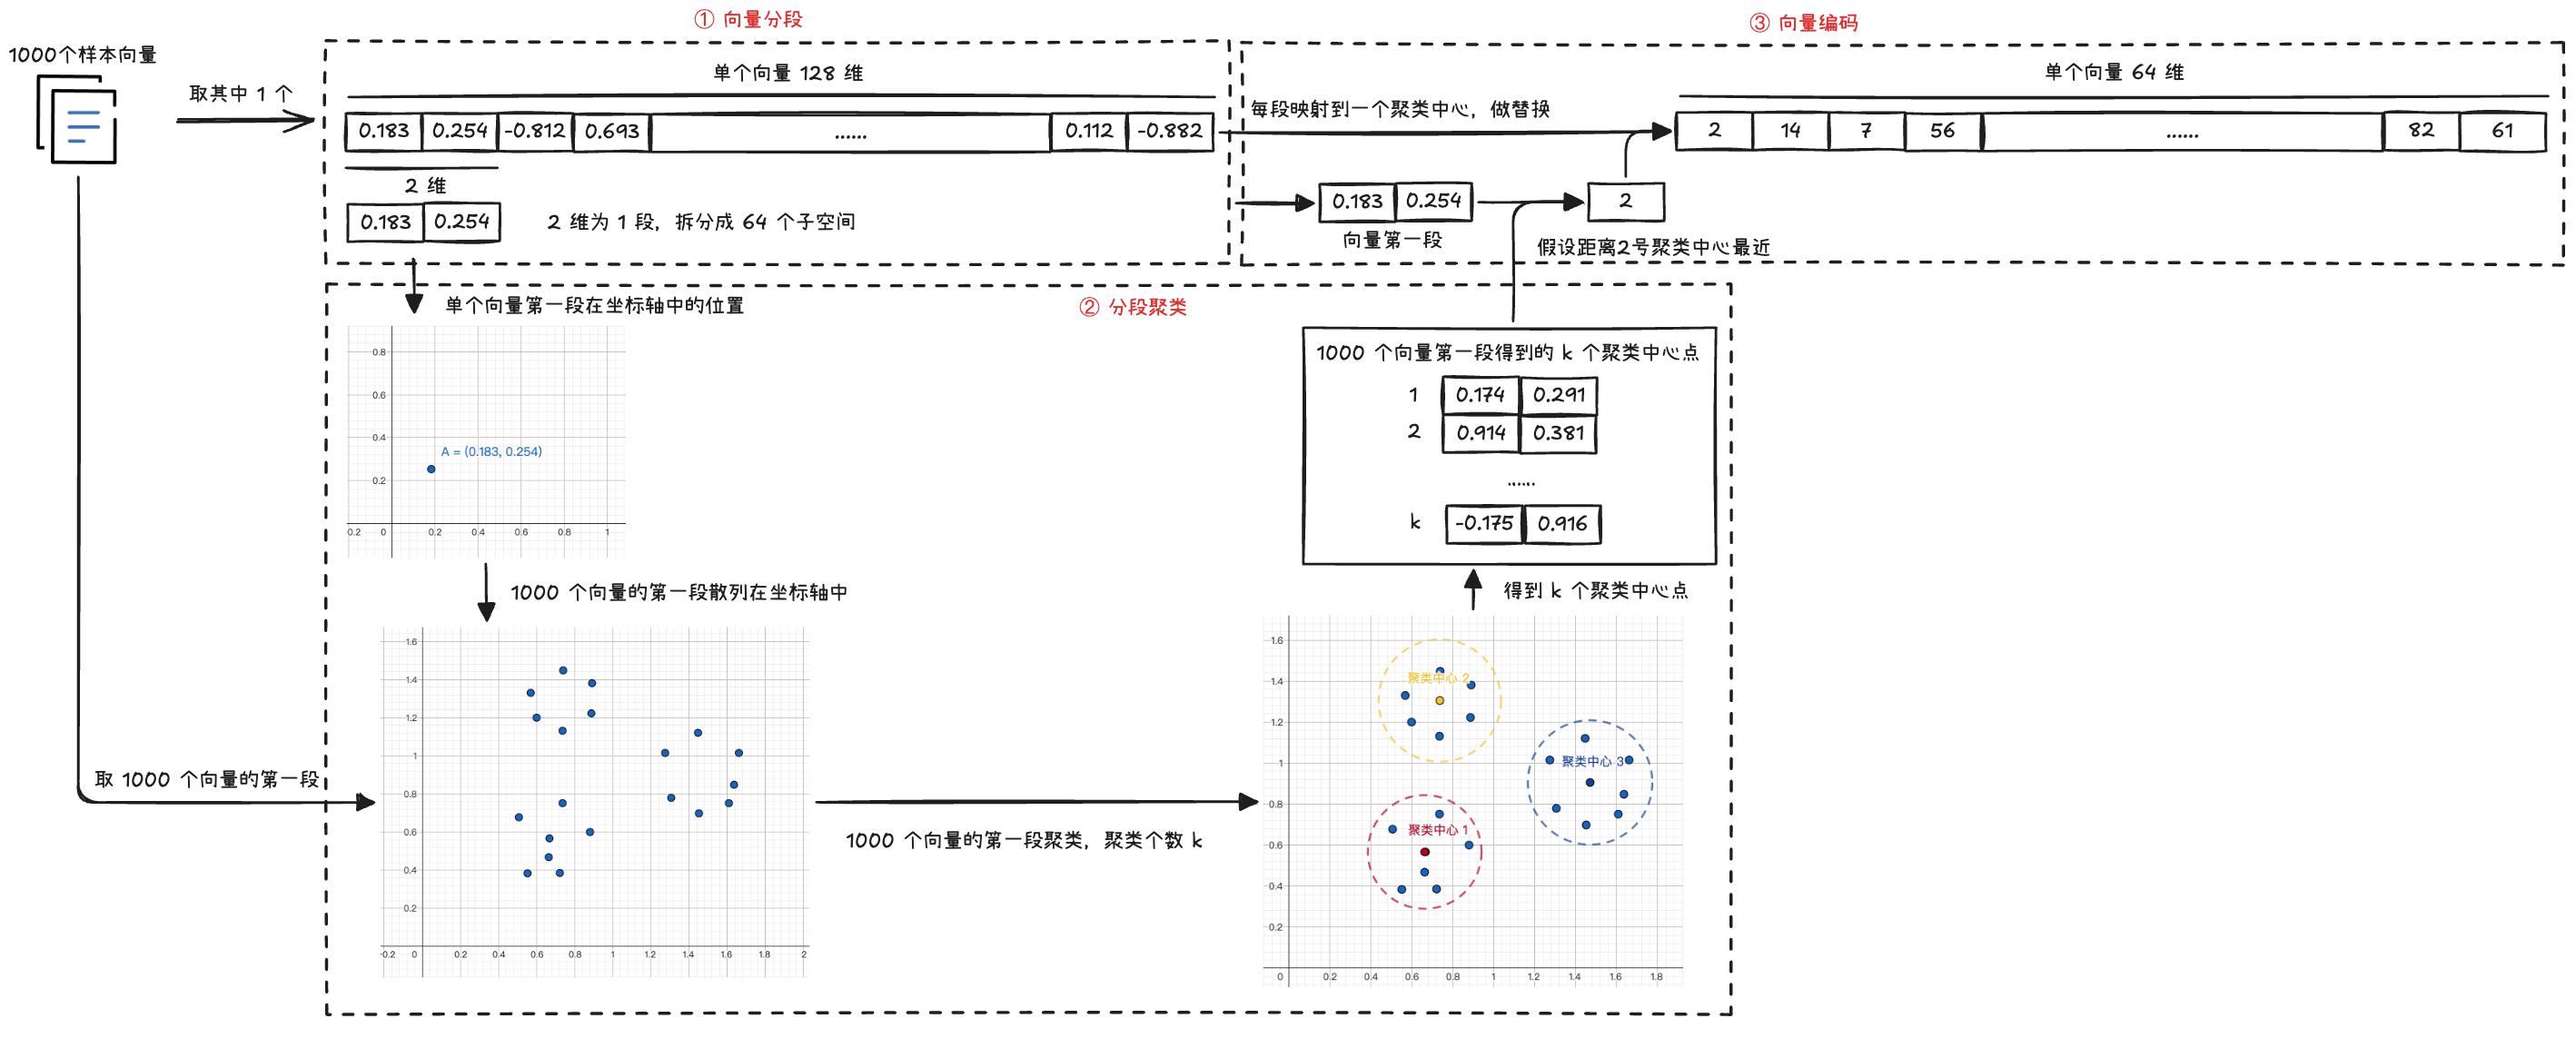 ① 向量分段
③ 向量编码
1000个样本向量
取其中 1 个
单个向量 128 维
0.183 0.254 -0.812 0.693 ...... 0.112 -0.882
2 维
0.183 0.254
2 维为 1 段，拆分成 64 个子空间
每段映射到一个聚类中心，做替换
单个向量 64 维
2 14 7 56 ...... 82 61
0.183 0.254
向量第一段
2
假设距离2号聚类中心最近
② 分段聚类
单个向量第一段在坐标轴中的位置
0.8
0.6
0.4
A = (0.183, 0.254)
0.2
0.2 0 0.2 0.4 0.6 0.8 1
1000 个向量的第一段散列在坐标轴中
1.6
1.4
1.2
1
0.8
0.6
0.4
0.2
-0.2 0 0.2 0.4 0.6 0.8 1 1.2 1.4 1.6 1.8 2
取 1000 个向量的第一段
1000 个向量的第一段聚类，聚类个数 k
1000 个向量第一段得到的 k 个聚类中心点
1 0.174 0.291
2 0.914 0.381
......
k -0.175 0.916
得到 k 个聚类中心点
1.6
聚类中心 2
1.4
1.2
1
聚类中心 3
0.8
聚类中心 1
0.6
0.4
0.2
0 0.2 0.4 0.6 0.8 1 1.2 1.4 1.6 1.8